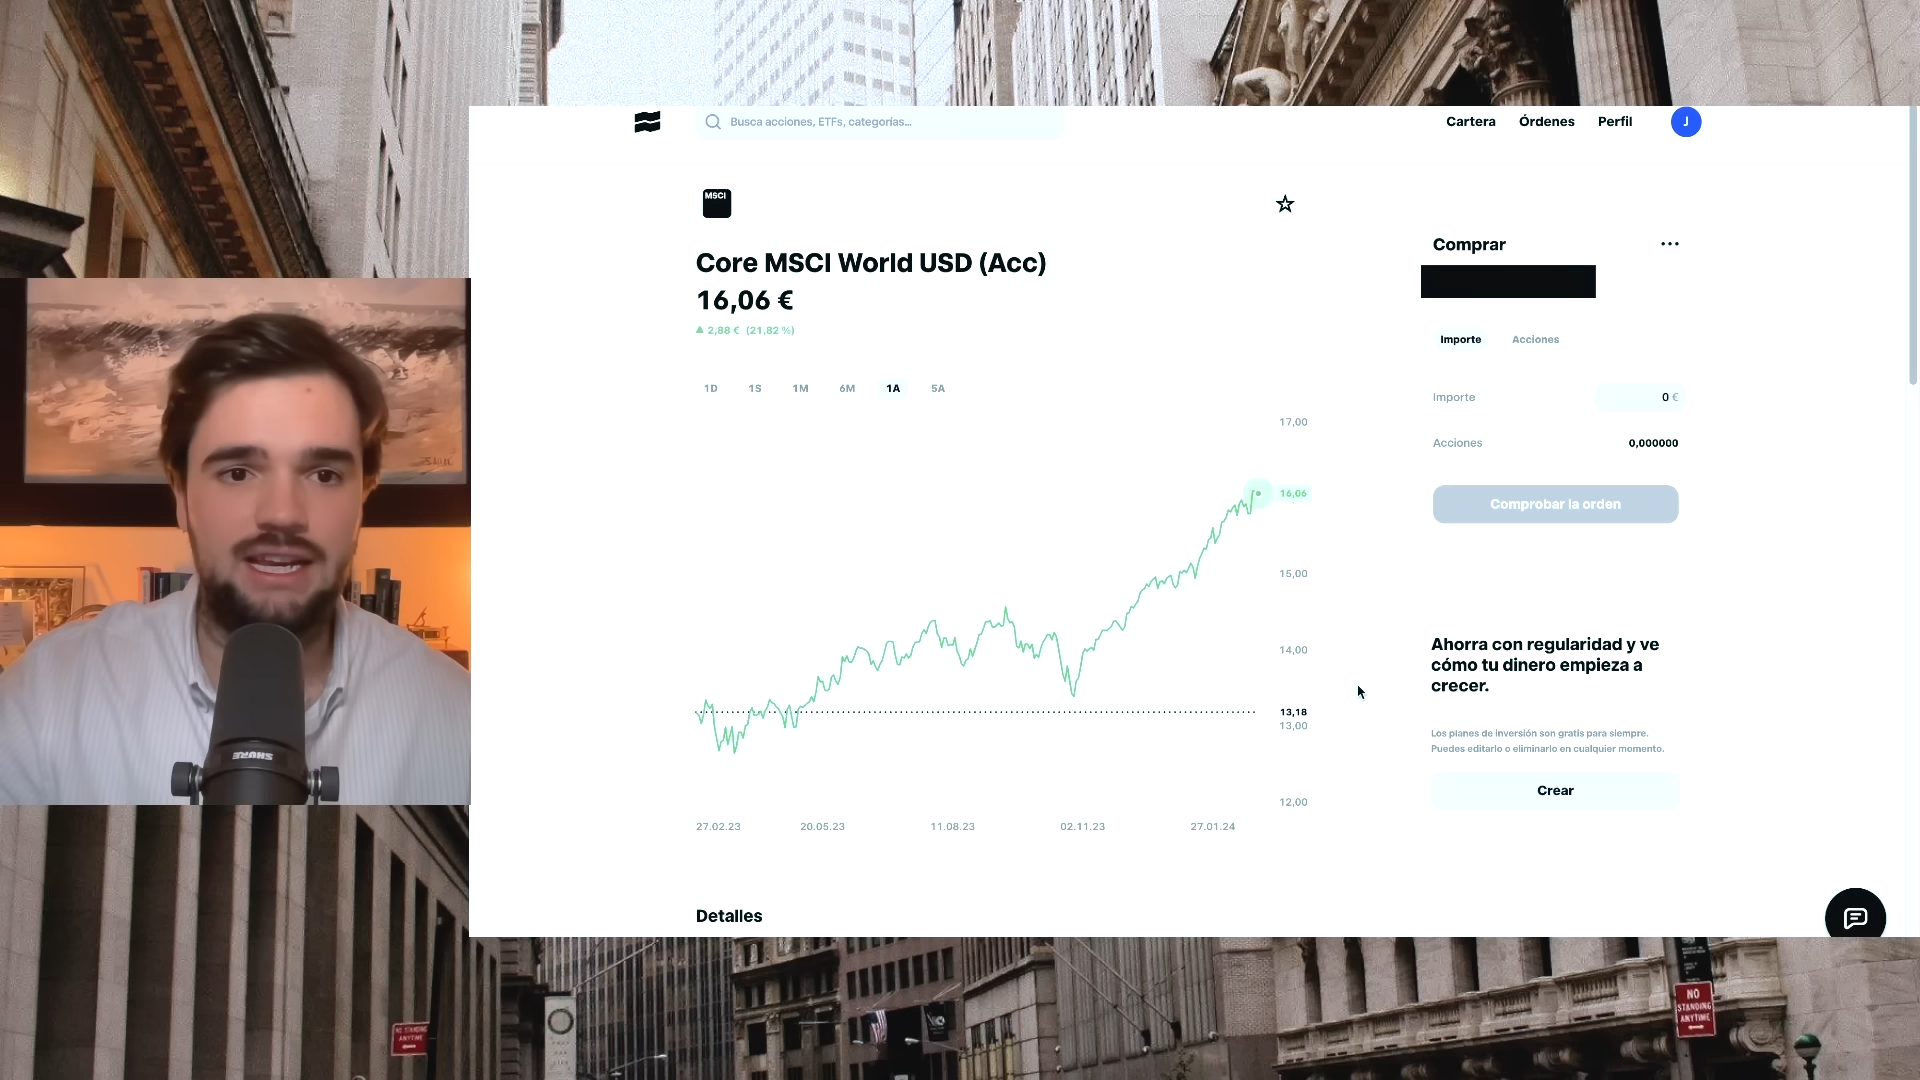 Busca acciones, ETFs, categorías...
Cartera
Órdenes
Perfil
J
MSCI
Core MSCI World USD (Acc)
16,06 €
2,88 € (21,82 %)
1D
1S
1M
6M
1A
5A
17,00
16,06
15,00
14,00
13,18
13,00
12,00
27.02.23
20.05.23
11.08.23
02.11.23
27.01.24
Detalles
Comprar
Importe
Acciones
Importe
0 €
Acciones
0,000000
Comprobar la orden
Ahorra con regularidad y ve
cómo tu dinero empieza a
crecer.
Los planes de inversión son gratis para siempre.
Puedes editarlo o eliminarlo en cualquier momento.
Crear
SHURE
NO STANDING
ANYTIME
NO
STANDING
ANYTIME